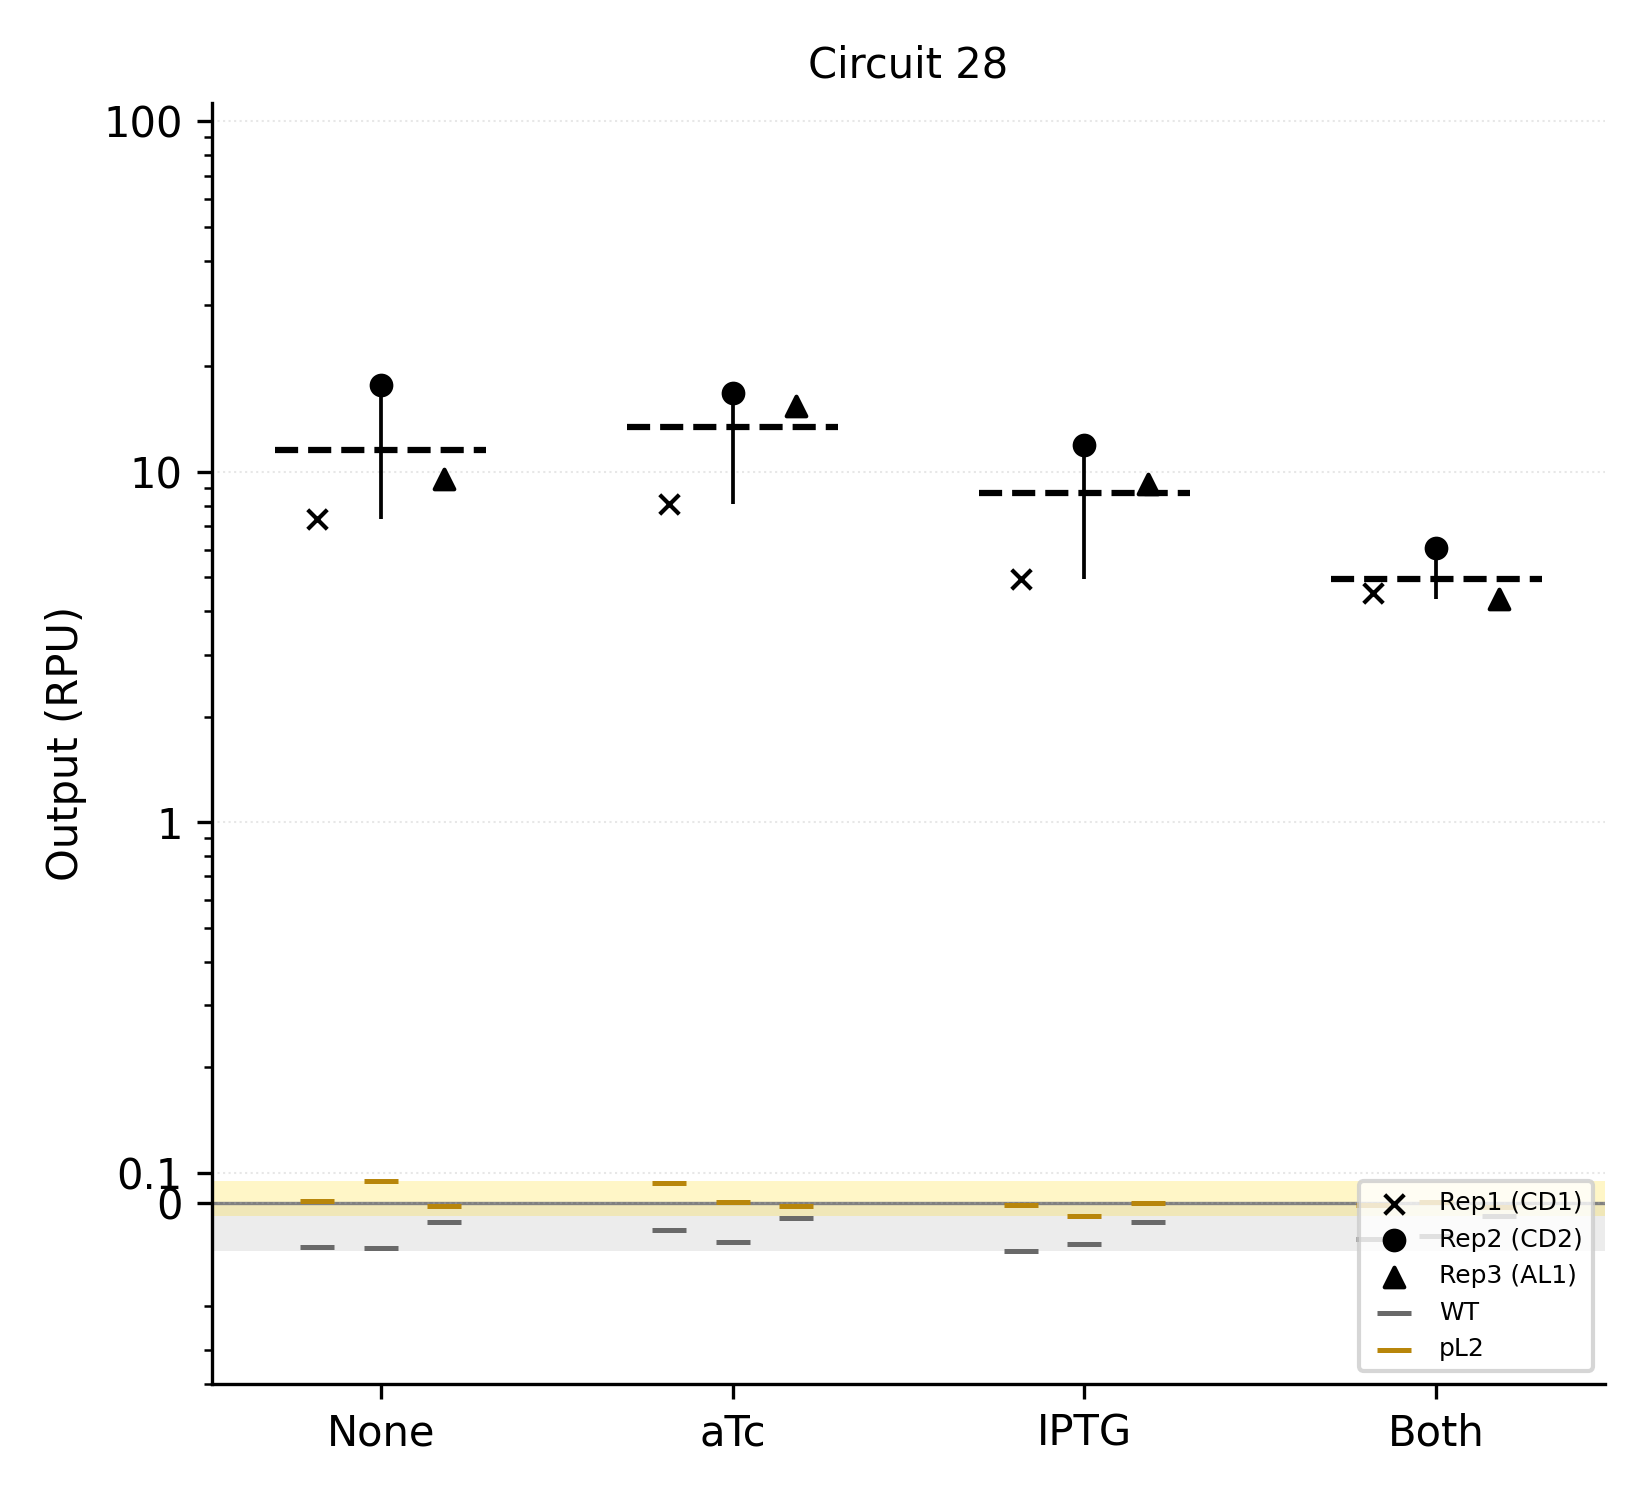 Circuit 28
100
10
1
0.1
0
Output (RPU)
None
aTc
IPTG
Both
Rep1 (CD1)
Rep2 (CD2)
Rep3 (AL1)
WT
pL2